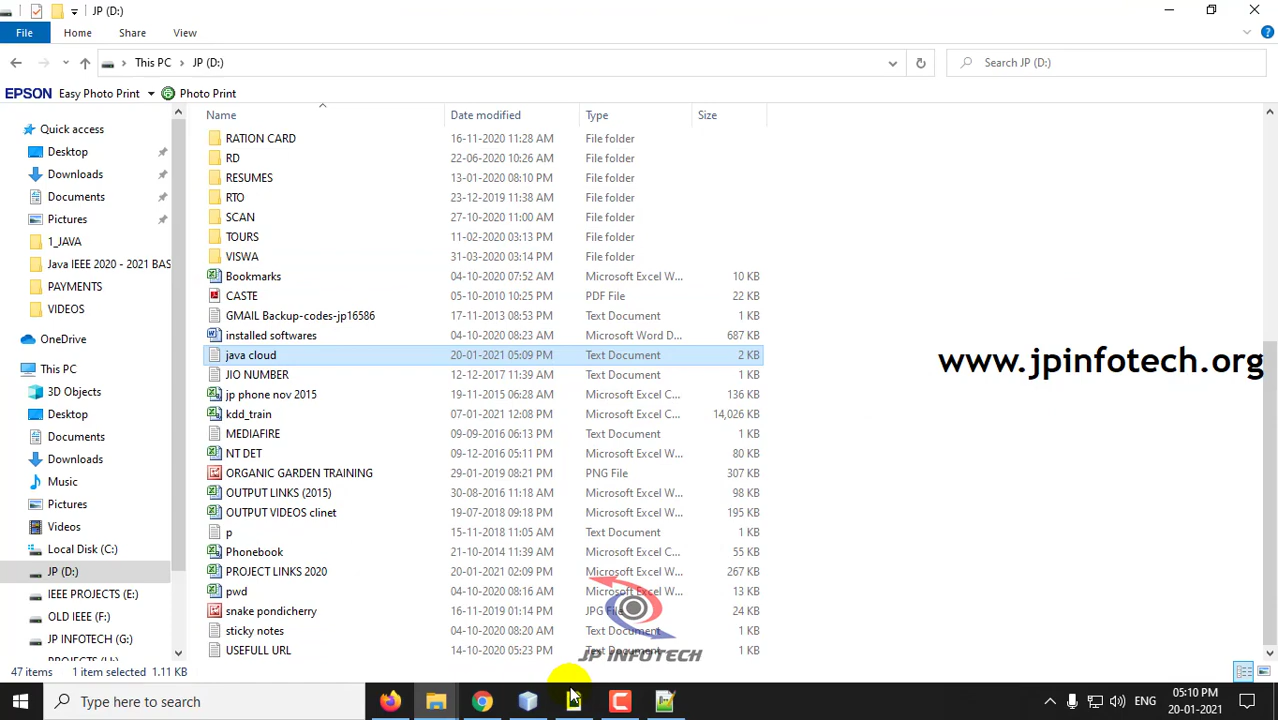 JP (D:)
File Home Share View
This PC JP (D:) Search JP (D:)
EPSON Easy Photo Print Photo Print
Name Date modified Type Size
Quick access
Desktop
Downloads
Documents
Pictures
1_JAVA
Java IEEE 2020 - 2021 BAS
PAYMENTS
VIDEOS
OneDrive
This PC
3D Objects
Desktop
Documents
Downloads
Music
Pictures
Videos
Local Disk (C:)
JP (D:)
IEEE PROJECTS (E:)
OLD IEEE (F:)
JP INFOTECH (G:)
RATION CARD 16-11-2020 11:28 AM File folder
RD 22-06-2020 10:26 AM File folder
RESUMES 13-01-2020 08:10 PM File folder
RTO 23-12-2019 11:38 AM File folder
SCAN 27-10-2020 11:00 AM File folder
TOURS 11-02-2020 03:13 PM File folder
VISWA 31-03-2020 03:14 PM File folder
Bookmarks 04-10-2020 07:52 AM Microsoft Excel W... 10 KB
CASTE 05-10-2010 10:25 PM PDF File 22 KB
GMAIL Backup-codes-jp16586 17-11-2013 08:53 PM Text Document 1 KB
installed softwares 04-10-2020 08:23 AM Microsoft Word D... 687 KB
java cloud 20-01-2021 05:09 PM Text Document 2 KB
JIO NUMBER 12-12-2017 11:39 AM Text Document 1 KB
jp phone nov 2015 19-11-2015 06:28 AM Microsoft Excel C... 136 KB
kdd_train 07-01-2021 12:08 PM Microsoft Excel C... 14,026 KB
MEDIAFIRE 09-09-2016 06:13 PM Text Document 1 KB
NT DET 09-12-2016 05:11 PM Microsoft Excel W... 80 KB
ORGANIC GARDEN TRAINING 29-01-2019 08:21 PM PNG File 307 KB
OUTPUT LINKS (2015) 30-08-2016 11:18 AM Microsoft Excel W... 98 KB
OUTPUT VIDEOS clinet 19-07-2018 09:18 PM Microsoft Excel W... 195 KB
p 15-11-2018 11:05 AM Text Document 1 KB
Phonebook 21-10-2014 11:39 AM Microsoft Excel C... 55 KB
PROJECT LINKS 2020 20-01-2021 02:09 PM Microsoft Excel W... 267 KB
pwd 04-10-2020 08:16 AM Microsoft Excel W... 13 KB
snake pondicherry 16-11-2019 01:14 PM JPG File 24 KB
sticky notes 04-10-2020 08:20 AM Text Document 1 KB
USEFULL URL 14-10-2020 05:23 PM Text Document 1 KB
www.jpinfotech.org
JP INFOTECH
47 items 1 item selected 1.11 KB
Type here to search
ENG
05:10 PM
20-01-2021